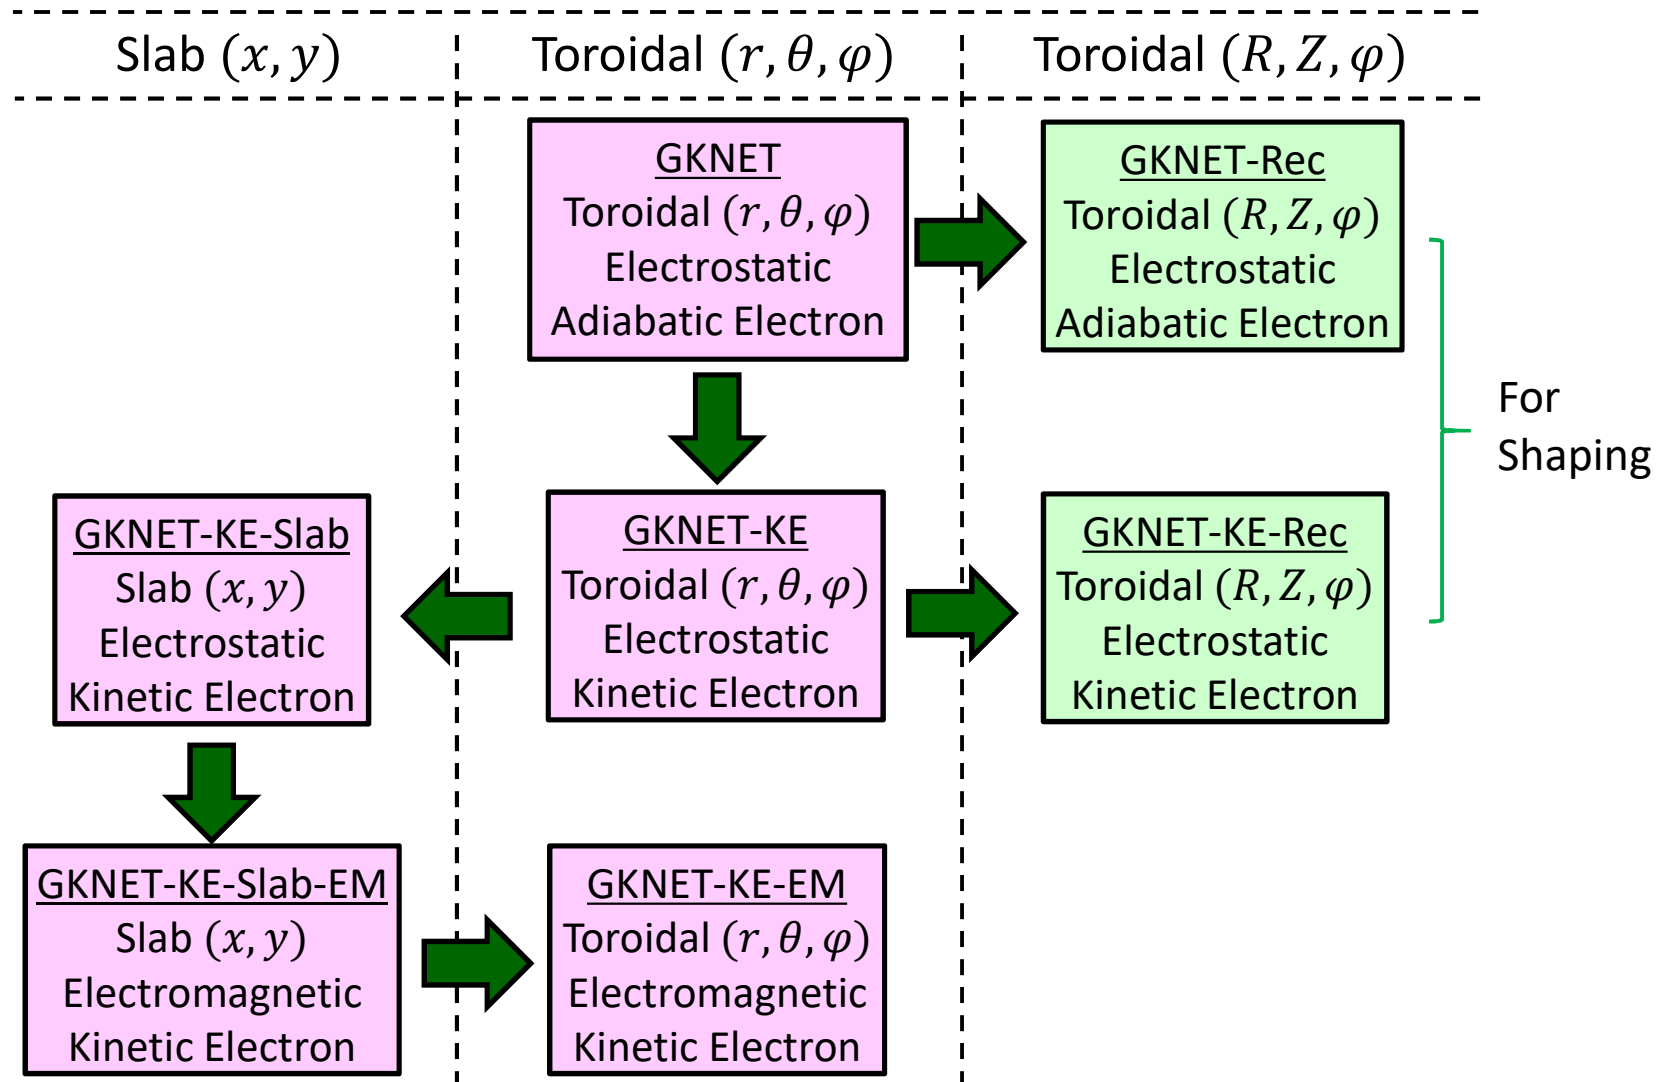 Slab (x, y)
Toroidal (r, θ, φ)
Toroidal (R, Z, φ)
GKNET
Toroidal (r, θ, φ)
Electrostatic
Adiabatic Electron
GKNET-Rec
Toroidal (R, Z, φ)
Electrostatic
Adiabatic Electron
For
Shaping
GKNET-KE-Slab
Slab (x, y)
Electrostatic
Kinetic Electron
GKNET-KE
Toroidal (r, θ, φ)
Electrostatic
Kinetic Electron
GKNET-KE-Rec
Toroidal (R, Z, φ)
Electrostatic
Kinetic Electron
GKNET-KE-Slab-EM
Slab (x, y)
Electromagnetic
Kinetic Electron
GKNET-KE-EM
Toroidal (r, θ, φ)
Electromagnetic
Kinetic Electron